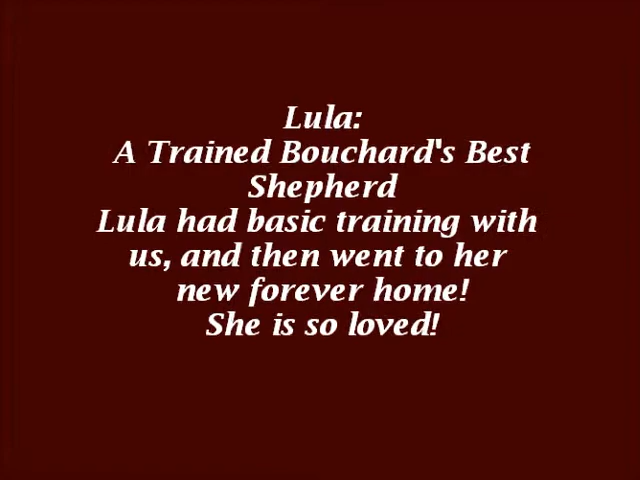 Lula:
A Trained Bouchard's Best
Shepherd
Lula had basic training with
us, and then went to her
new forever home!
She is so loved!